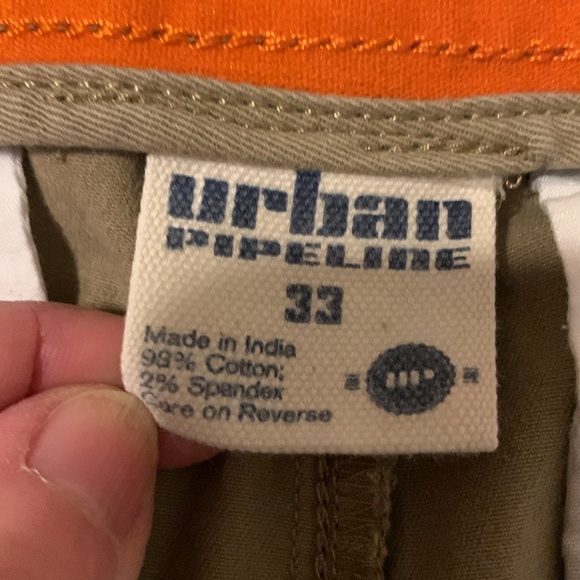 urban
PIPELINE
33
Made in India
98% Cotton;
2% Spandex
Care on Reverse